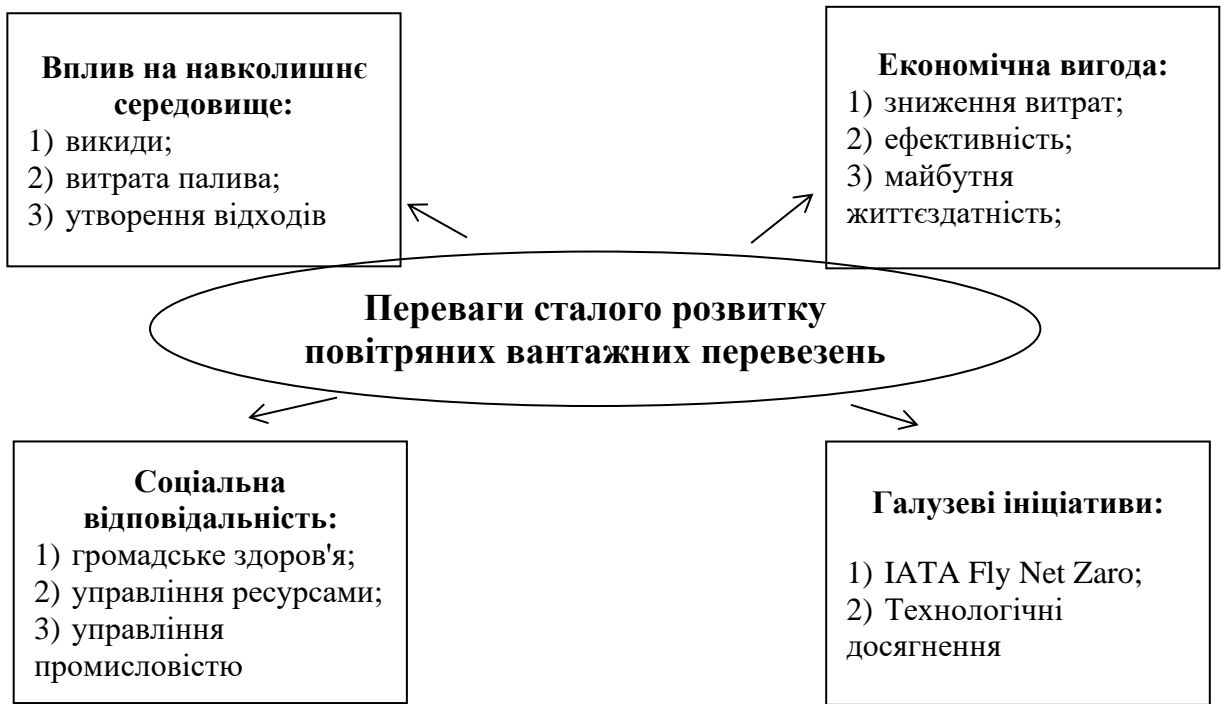 Вплив на навколишнє
середовище:
1) викиди;
2) витрата палива;
3) утворення відходів
Економічна вигода:
1) зниження витрат;
2) ефективність;
3) майбутня
життєздатність;
Переваги сталого розвитку
повітряних вантажних перевезень
Соціальна
відповідальність:
1) громадське здоров'я;
2) управління ресурсами;
3) управління
промисловістю
Галузеві ініціативи:
1) IATA Fly Net Zaro;
2) Технологічні
досягнення